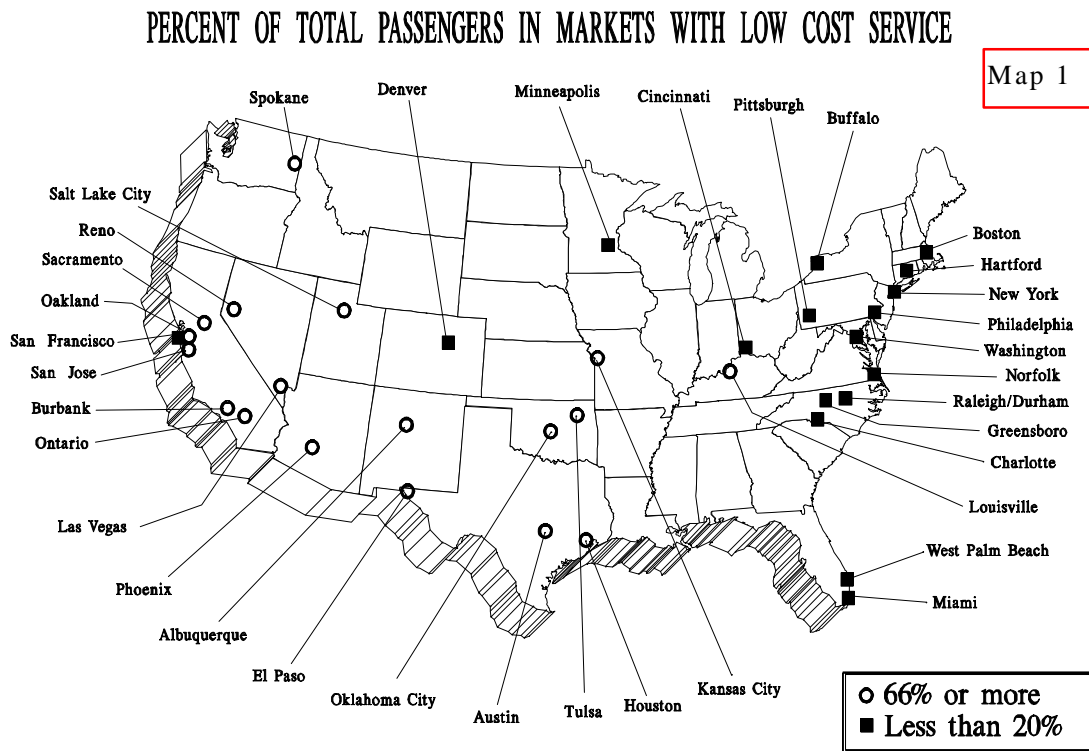 PERCENT OF TOTAL PASSENGERS IN MARKETS WITH LOW COST SERVICE
Map 1
Spokane
Denver
Minneapolis
Cincinnati
Pittsburgh
Buffalo
Salt Lake City
Reno
Sacramento
Oakland
San Francisco
San Jose
Burbank
Ontario
Las Vegas
Phoenix
Albuquerque
El Paso
Oklahoma City
Austin
Tulsa
Houston
Kansas City
Boston
Hartford
New York
Philadelphia
Washington
Norfolk
Raleigh/Durham
Greensboro
Charlotte
Louisville
West Palm Beach
Miami
66% or more
Less than 20%